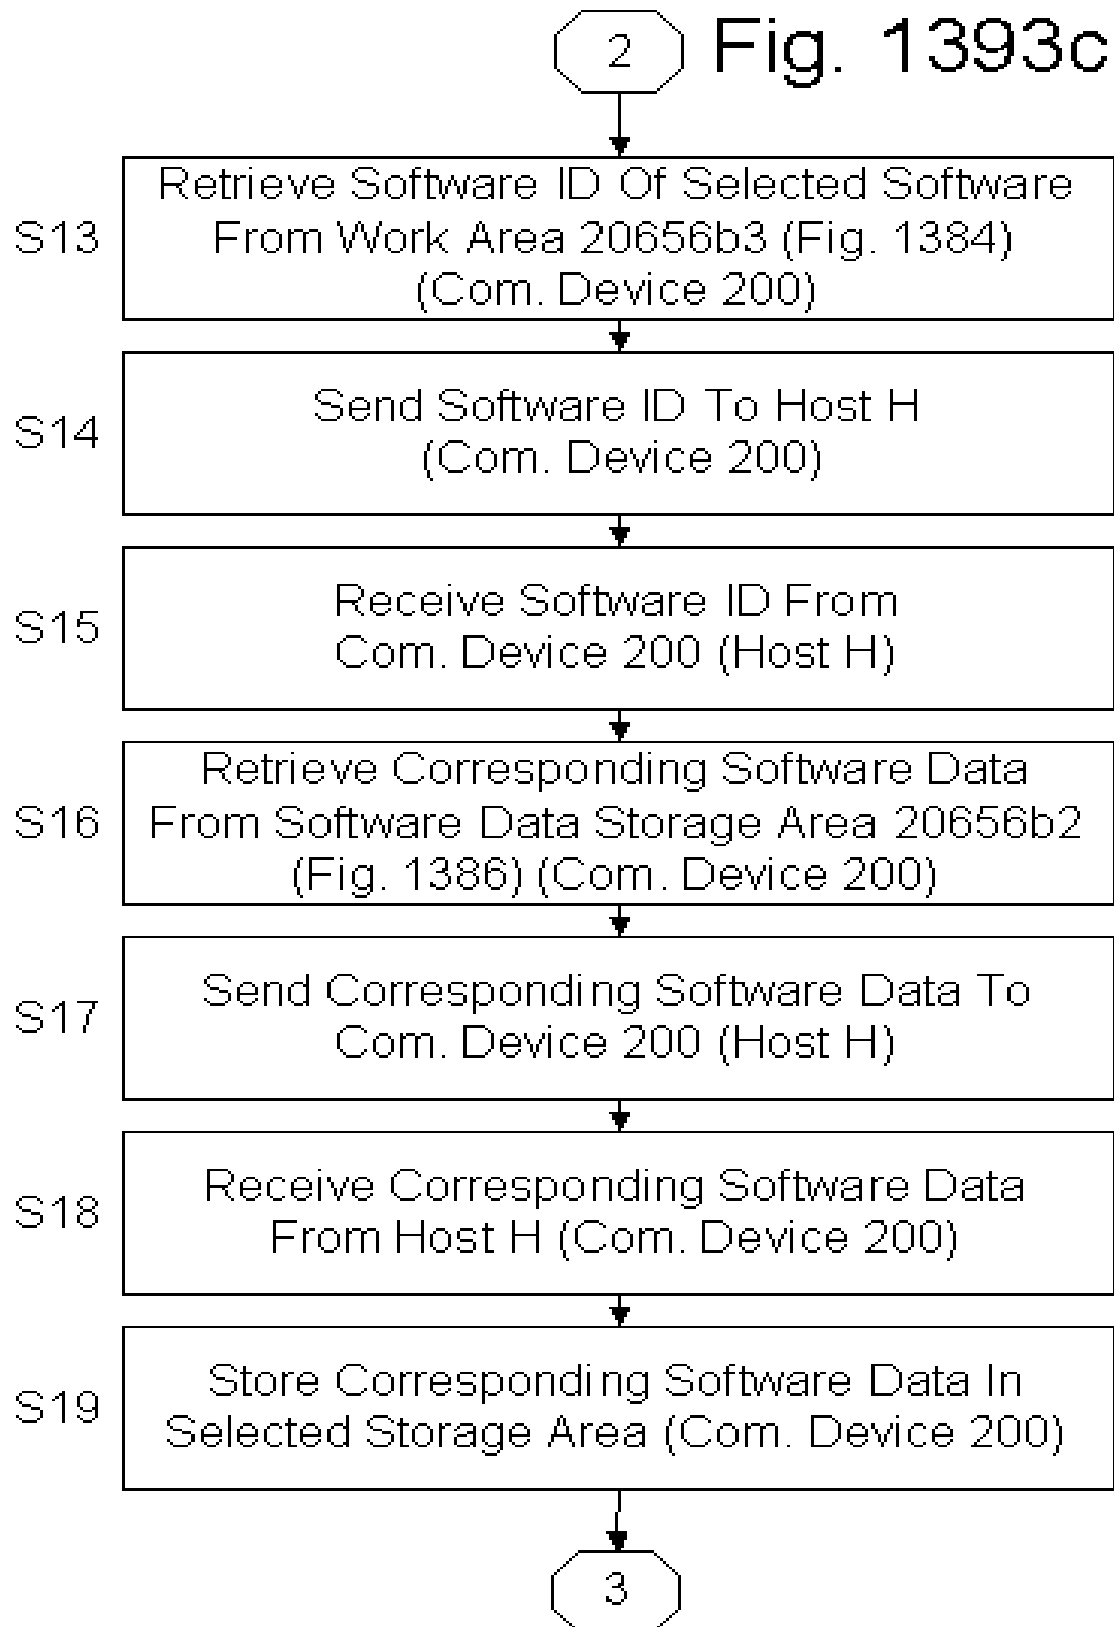 2
Fig. 1393c
S13
Retrieve Software ID Of Selected Software
From Work Area 20656b3 (Fig. 1384)
(Com. Device 200)
S14
Send Software ID To Host H
(Com. Device 200)
S15
Receive Software ID From
Com. Device 200 (Host H)
S16
Retrieve Corresponding Software Data
From Software Data Storage Area 20656b2
(Fig. 1386) (Com. Device 200)
S17
Send Corresponding Software Data To
Com. Device 200 (Host H)
S18
Receive Corresponding Software Data
From Host H (Com. Device 200)
S19
Store Corresponding Software Data In
Selected Storage Area (Com. Device 200)
3